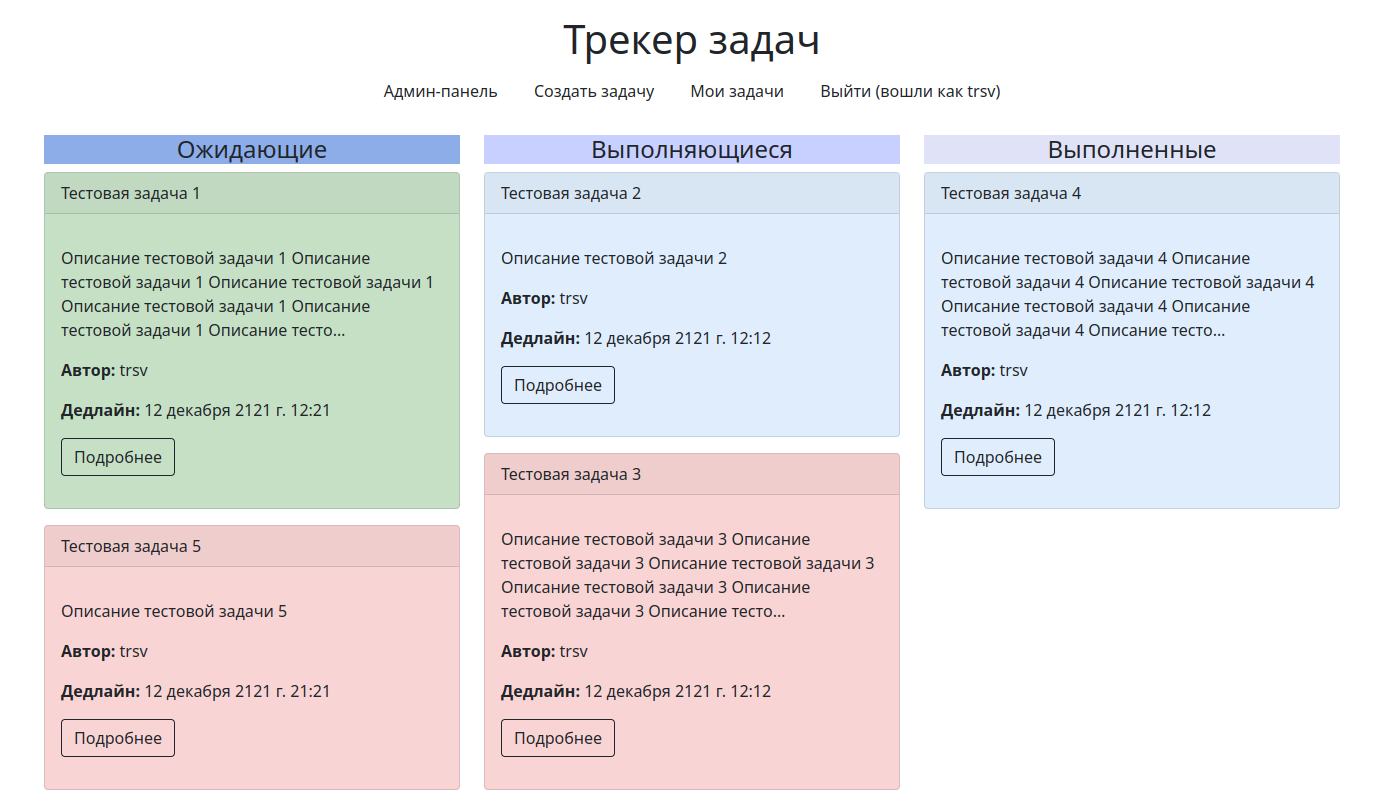 Трекер задач
Админ-панель Создать задачу Мои задачи Выйти (вошли как trsv)
Ожидающие
Тестовая задача 1
Описание тестовой задачи 1 Описание
тестовой задачи 1 Описание тестовой задачи 1
Описание тестовой задачи 1 Описание
тестовой задачи 1 Описание тесто...
Автор: trsv
Дедлайн: 12 декабря 2121 г. 12:21
Подробнее
Тестовая задача 5
Описание тестовой задачи 5
Автор: trsv
Дедлайн: 12 декабря 2121 г. 21:21
Подробнее
Выполняющиеся
Тестовая задача 2
Описание тестовой задачи 2
Автор: trsv
Дедлайн: 12 декабря 2121 г. 12:12
Подробнее
Тестовая задача 3
Описание тестовой задачи 3 Описание
тестовой задачи 3 Описание тестовой задачи 3
Описание тестовой задачи 3 Описание
тестовой задачи 3 Описание тесто...
Автор: trsv
Дедлайн: 12 декабря 2121 г. 12:12
Подробнее
Выполненные
Тестовая задача 4
Описание тестовой задачи 4 Описание
тестовой задачи 4 Описание тестовой задачи 4
Описание тестовой задачи 4 Описание
тестовой задачи 4 Описание тесто...
Автор: trsv
Дедлайн: 12 декабря 2121 г. 12:12
Подробнее